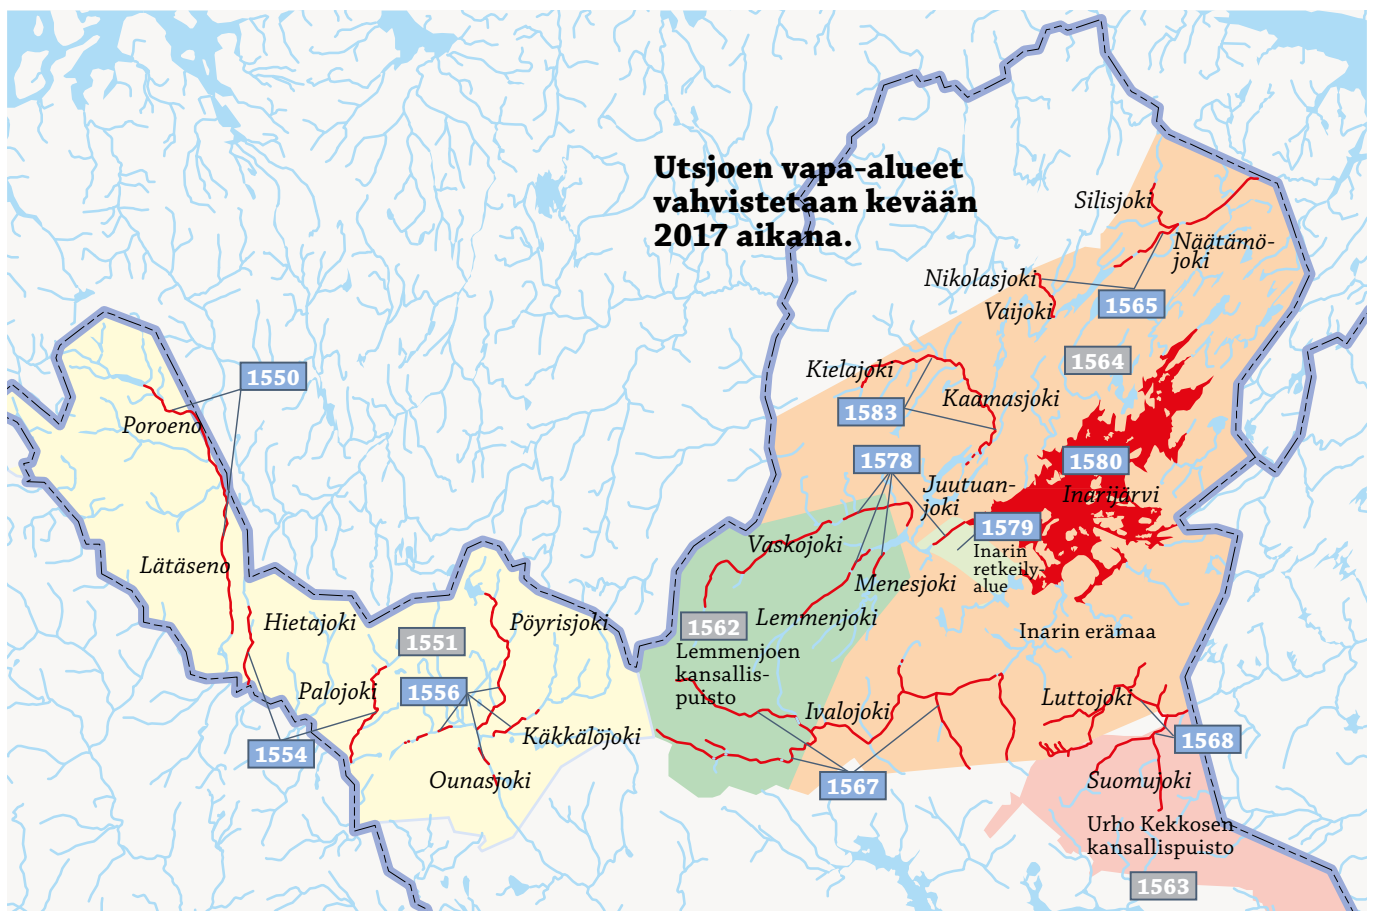 Utsjoen vapa-alueet
vahvistetaan kevään
2017 aikana.
Silisjoki
Näätämö-
joki
Nikolasjoki
Vaijoki
1565
1564
Kielajoki
Kaamasjoki
1583
1550
Poroeno
1578
1580
Juutuan-
joki
Inarijärvi
1579
Inarin
retkeily-
alue
Vaskojoki
Menesjoki
Lätäseno
Lemmenjoki
1562
Lemmenjoen
kansallis-
puisto
Inarin erämaa
Hietajoki
Pöyrisjoki
1551
Palojoki
1556
Ivalojoki
Luttojoki
Käkkälöjoki
1554
1568
Ounasjoki
1567
Suomujoki
Urho Kekkosen
kansallispuisto
1563